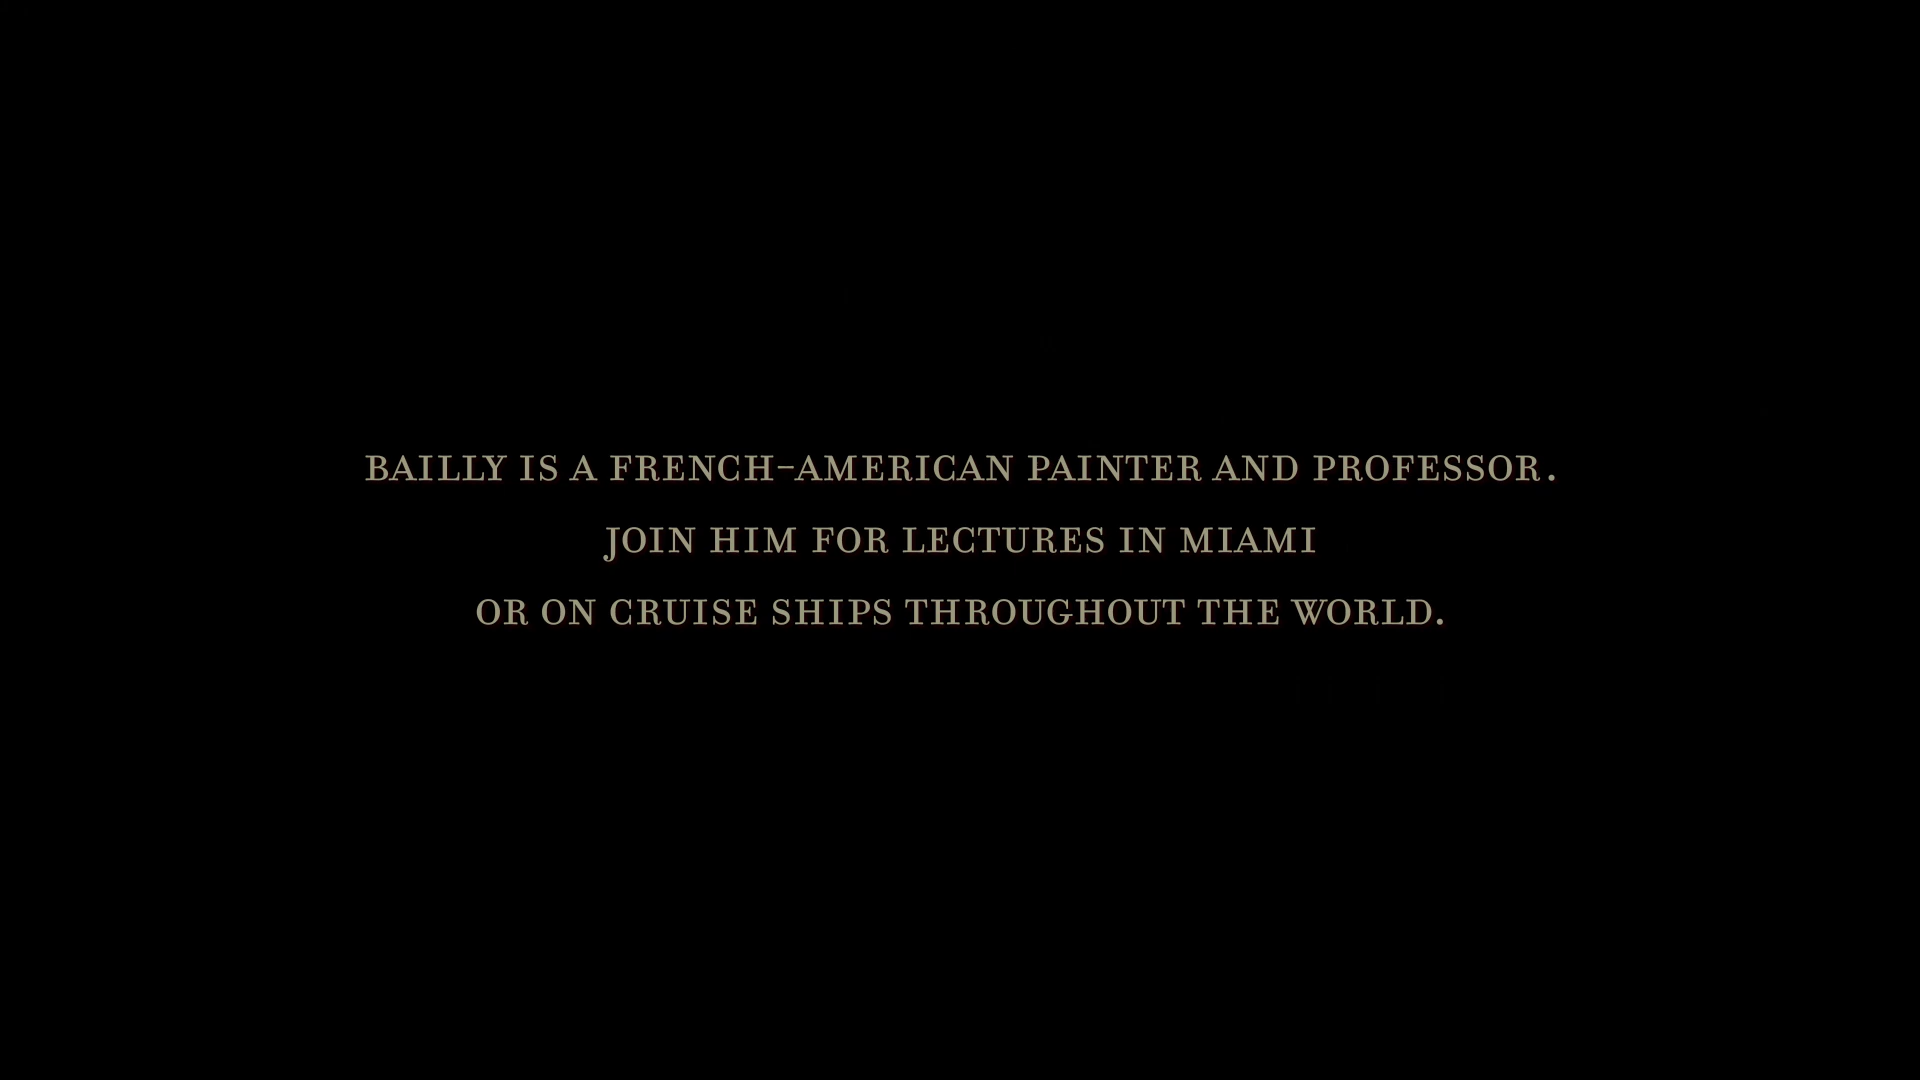 BAILLY IS A FRENCH-AMERICAN PAINTER AND PROFESSOR.
JOIN HIM FOR LECTURES IN MIAMI
OR ON CRUISE SHIPS THROUGHOUT THE WORLD.